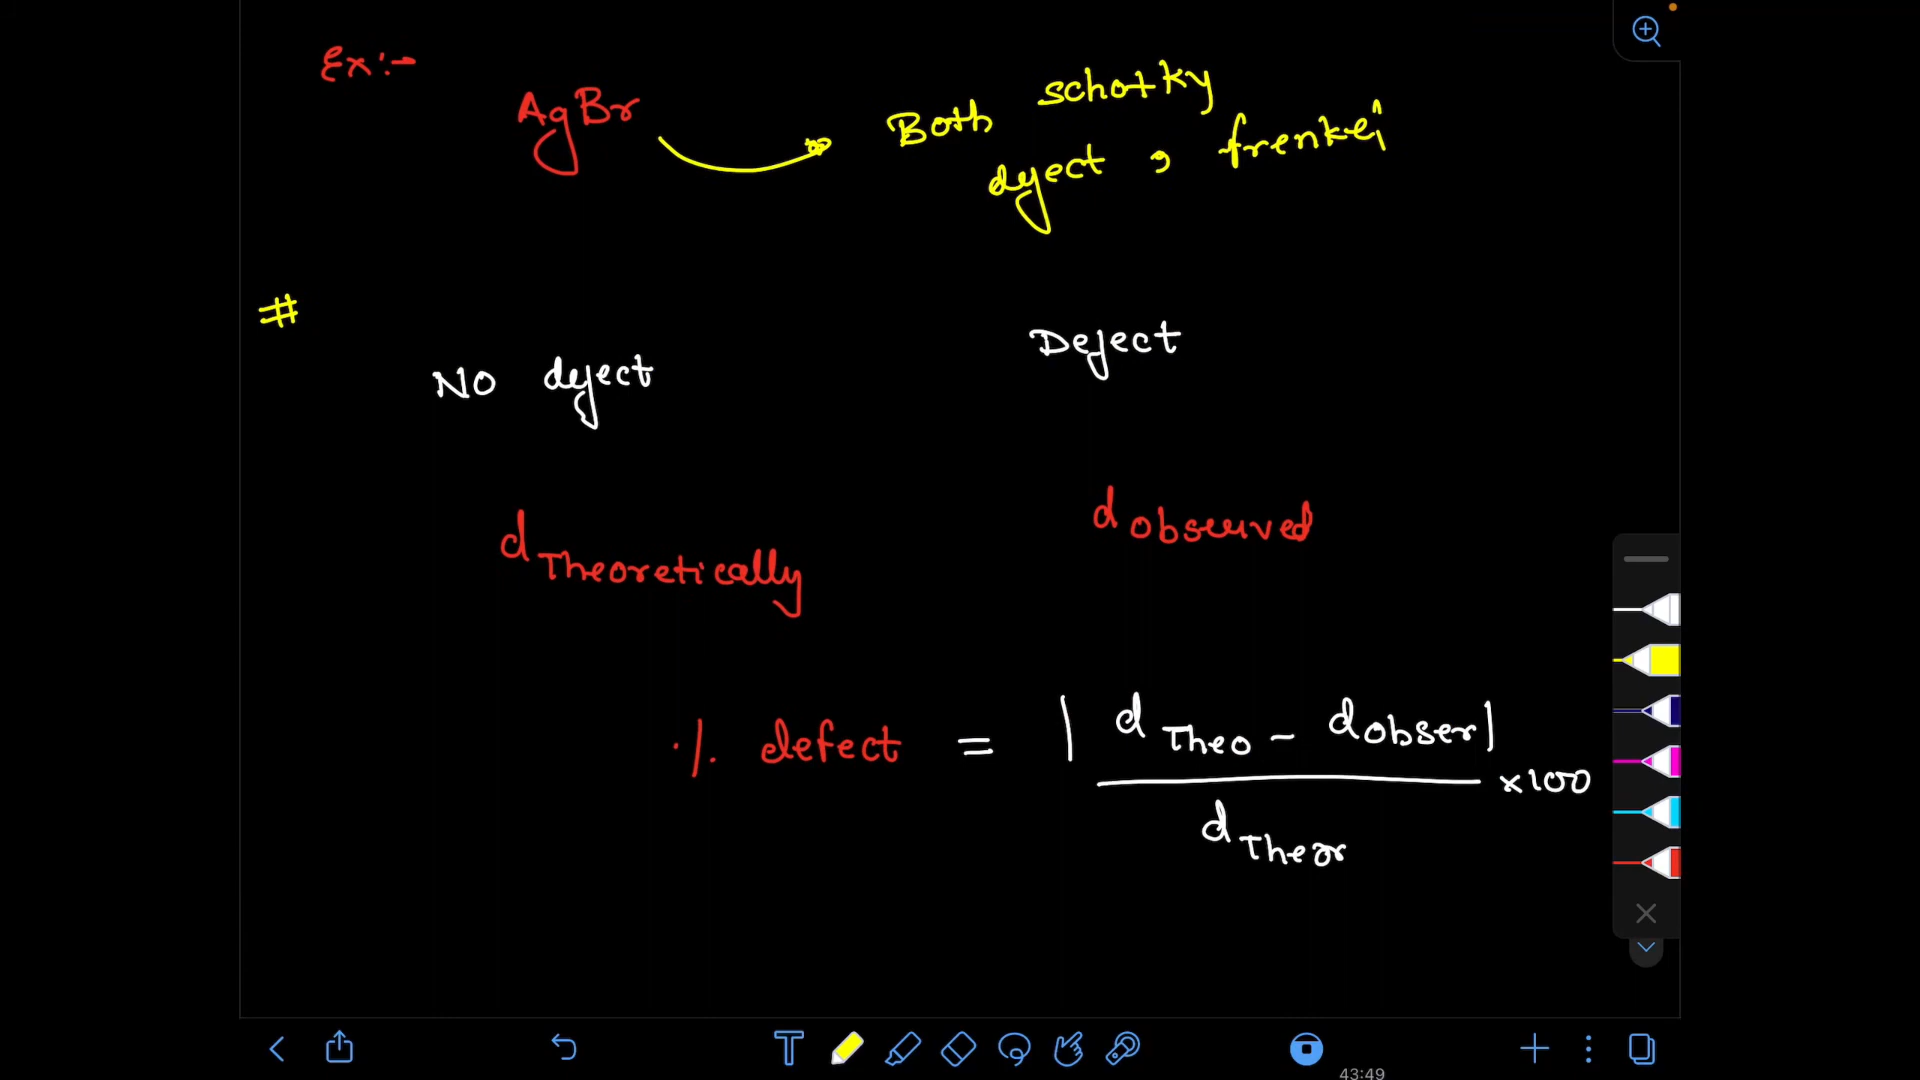 Ex:-
AgBr
Both schotky
defect , frenkel
#
No defect
Defect
d Theoretically
d observed
% defect = | d Theo - d obser | / d Theor × 100
43:49